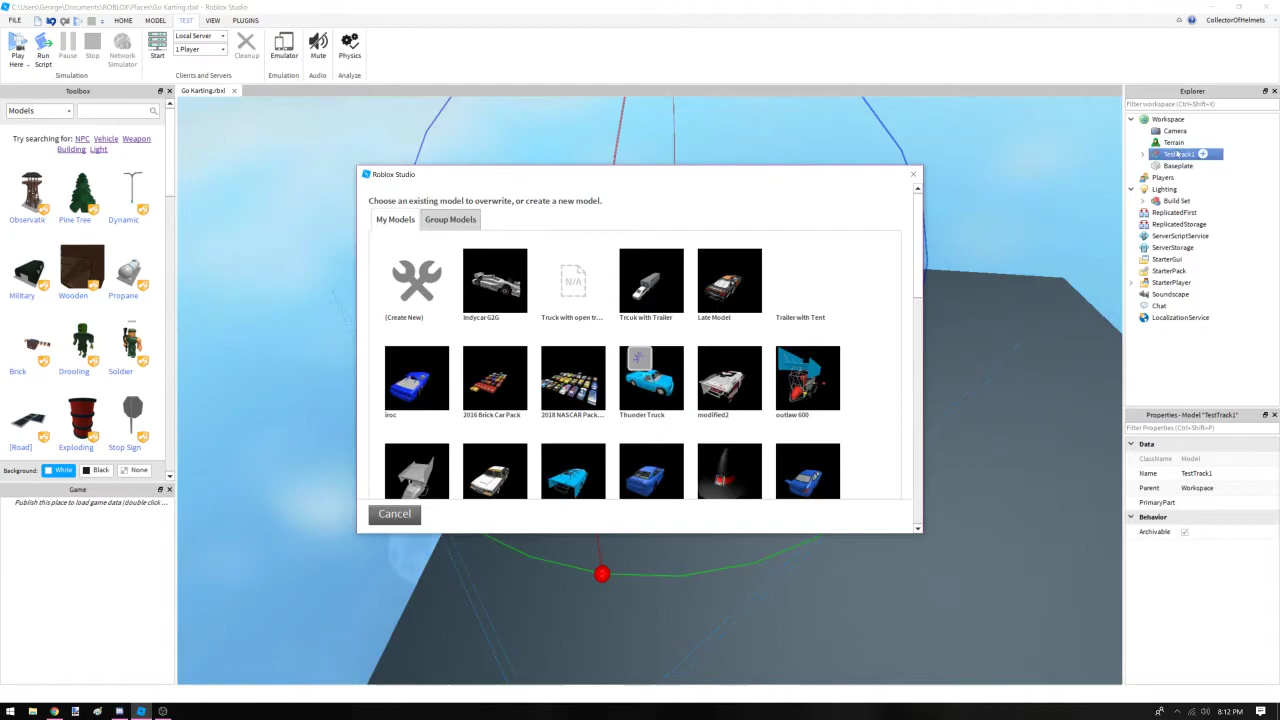 C:\Users\George\Documents\ROBLOX\Places\Go Karting.rbxl - Roblox Studio
FILE
HOME
MODEL
TEST
VIEW
PLUGINS
CollectorOfHelmets
Play Here
Run Script
Pause
Stop
Network Simulator
Simulation
Start
Local Server
1 Player
Cleanup
Clients and Servers
Emulator
Emulation
Mute
Audio
Physics
Analyze
Toolbox
Go Karting.rbxl
Explorer
Models
Filter workspace (Ctrl+Shift+X)
Try searching for: NPC Vehicle Weapon
Building Light
Observatic
Pine Tree
Dynamic
Military
Wooden
Propane
Brick
Drooling
Soldier
[Road]
Exploding
Stop Sign
Background: White Black None
Game
Publish this place to load game data (double click ...
Roblox Studio
Choose an existing model to overwrite, or create a new model.
My Models
Group Models
(Create New)
Indycar G2G
N/A
Truck with open tr...
Trcuk with Trailer
Late Model
Trailer with Tent
iroc
2016 Brick Car Pack
2018 NASCAR Pack...
Thunder Truck
modified2
outlaw 600
Cancel
Workspace
Camera
Terrain
TestTrack1
Baseplate
Players
Lighting
Build Set
ReplicatedFirst
ReplicatedStorage
ServerScriptService
ServerStorage
StarterGui
StarterPack
StarterPlayer
Soundscape
Chat
LocalizationService
Properties - Model "TestTrack1"
Filter Properties (Ctrl+Shift+P)
Data
ClassName Model
Name TestTrack1
Parent Workspace
PrimaryPart
Behavior
Archivable
8:12 PM